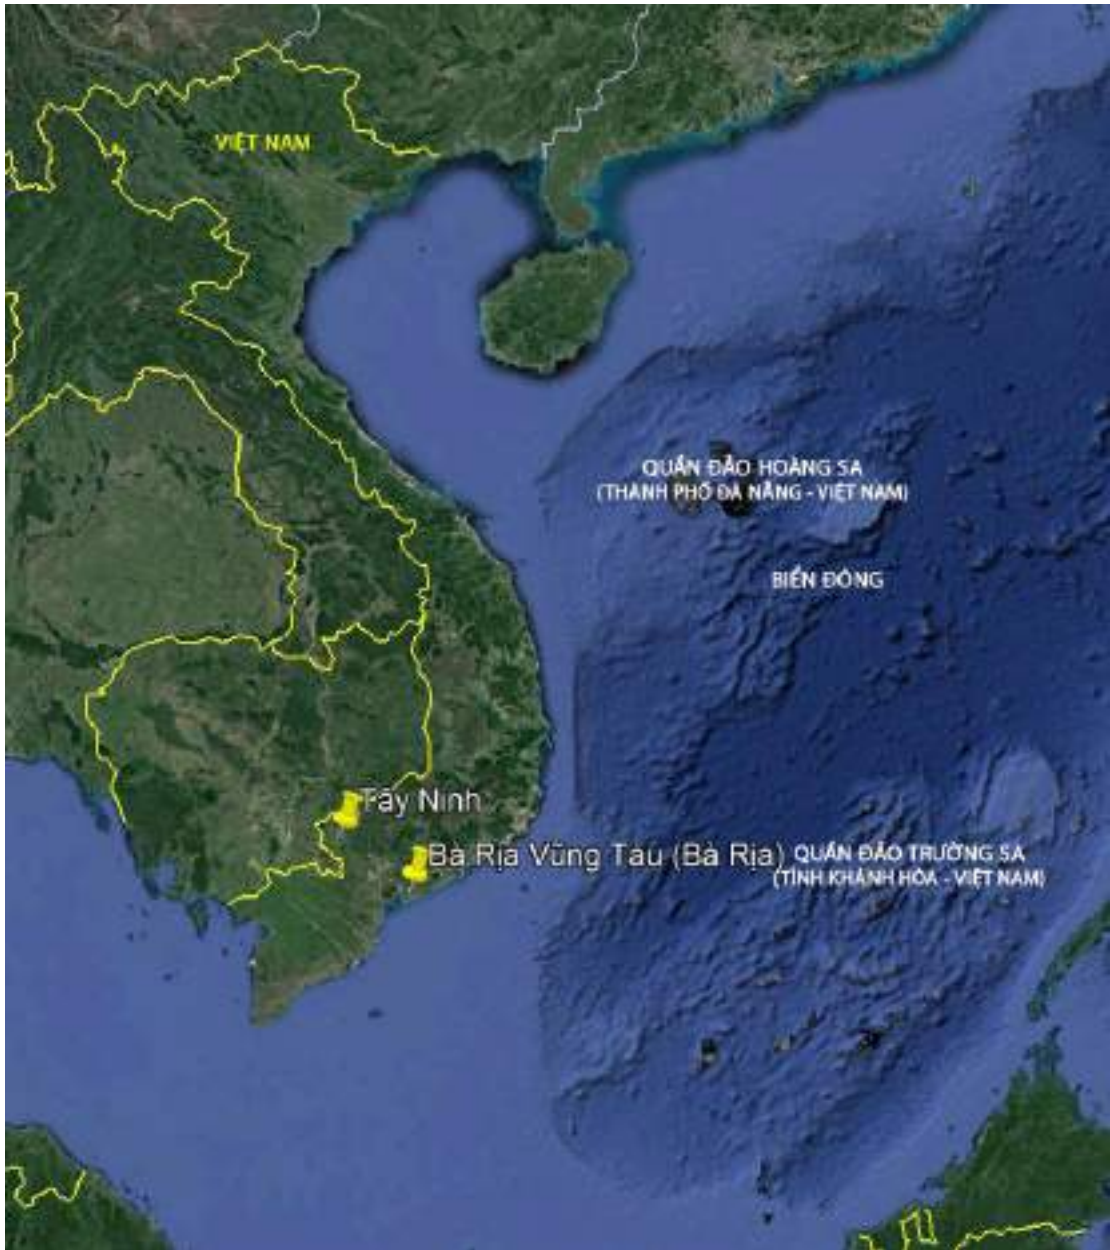 VIỆT NAM
QUẦN ĐẢO HOÀNG SA
(THÀNH PHỐ ĐÀ NẴNG - VIỆT NAM)
BIỂN ĐÔNG
Tây Ninh
Bà Rịa Vũng Tàu (Bà Rịa)
QUẦN ĐẢO TRƯỜNG SA
(TỈNH KHÁNH HÒA - VIỆT NAM)